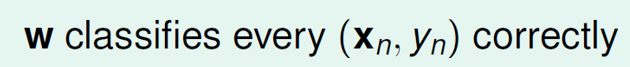 w classifies every (xn, yn) correctly